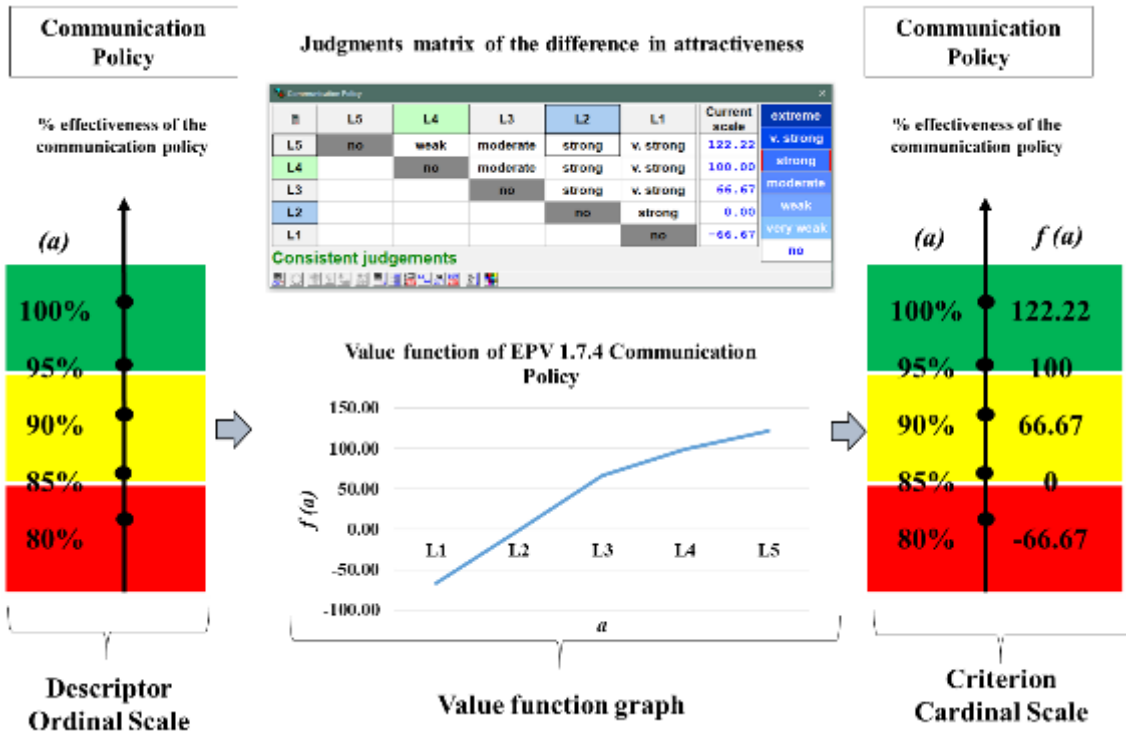 Communication
Policy
% effectiveness of the
communication policy
(a)
100%
95%
90%
85%
80%
Descriptor
Ordinal Scale
Judgments matrix of the difference in attractiveness
Communication Policy
L5 L4 L3 L2 L1 Current
scale
L5 no weak moderate strong v. strong 122.22
L4 no moderate strong v. strong 100.00
L3 no strong v. strong 66.67
L2 no strong 0.00
L1 no -66.67
extreme
v. strong
strong
moderate
weak
very weak
no
Consistent judgements
Value function of EPV 1.7.4 Communication
Policy
150.00
100.00
50.00
0.00
-50.00
-100.00
f (a)
L1 L2 L3 L4 L5
a
Value function graph
Communication
Policy
% effectiveness of the
communication policy
(a) f (a)
100% 122.22
95% 100
90% 66.67
85% 0
80% -66.67
Criterion
Cardinal Scale